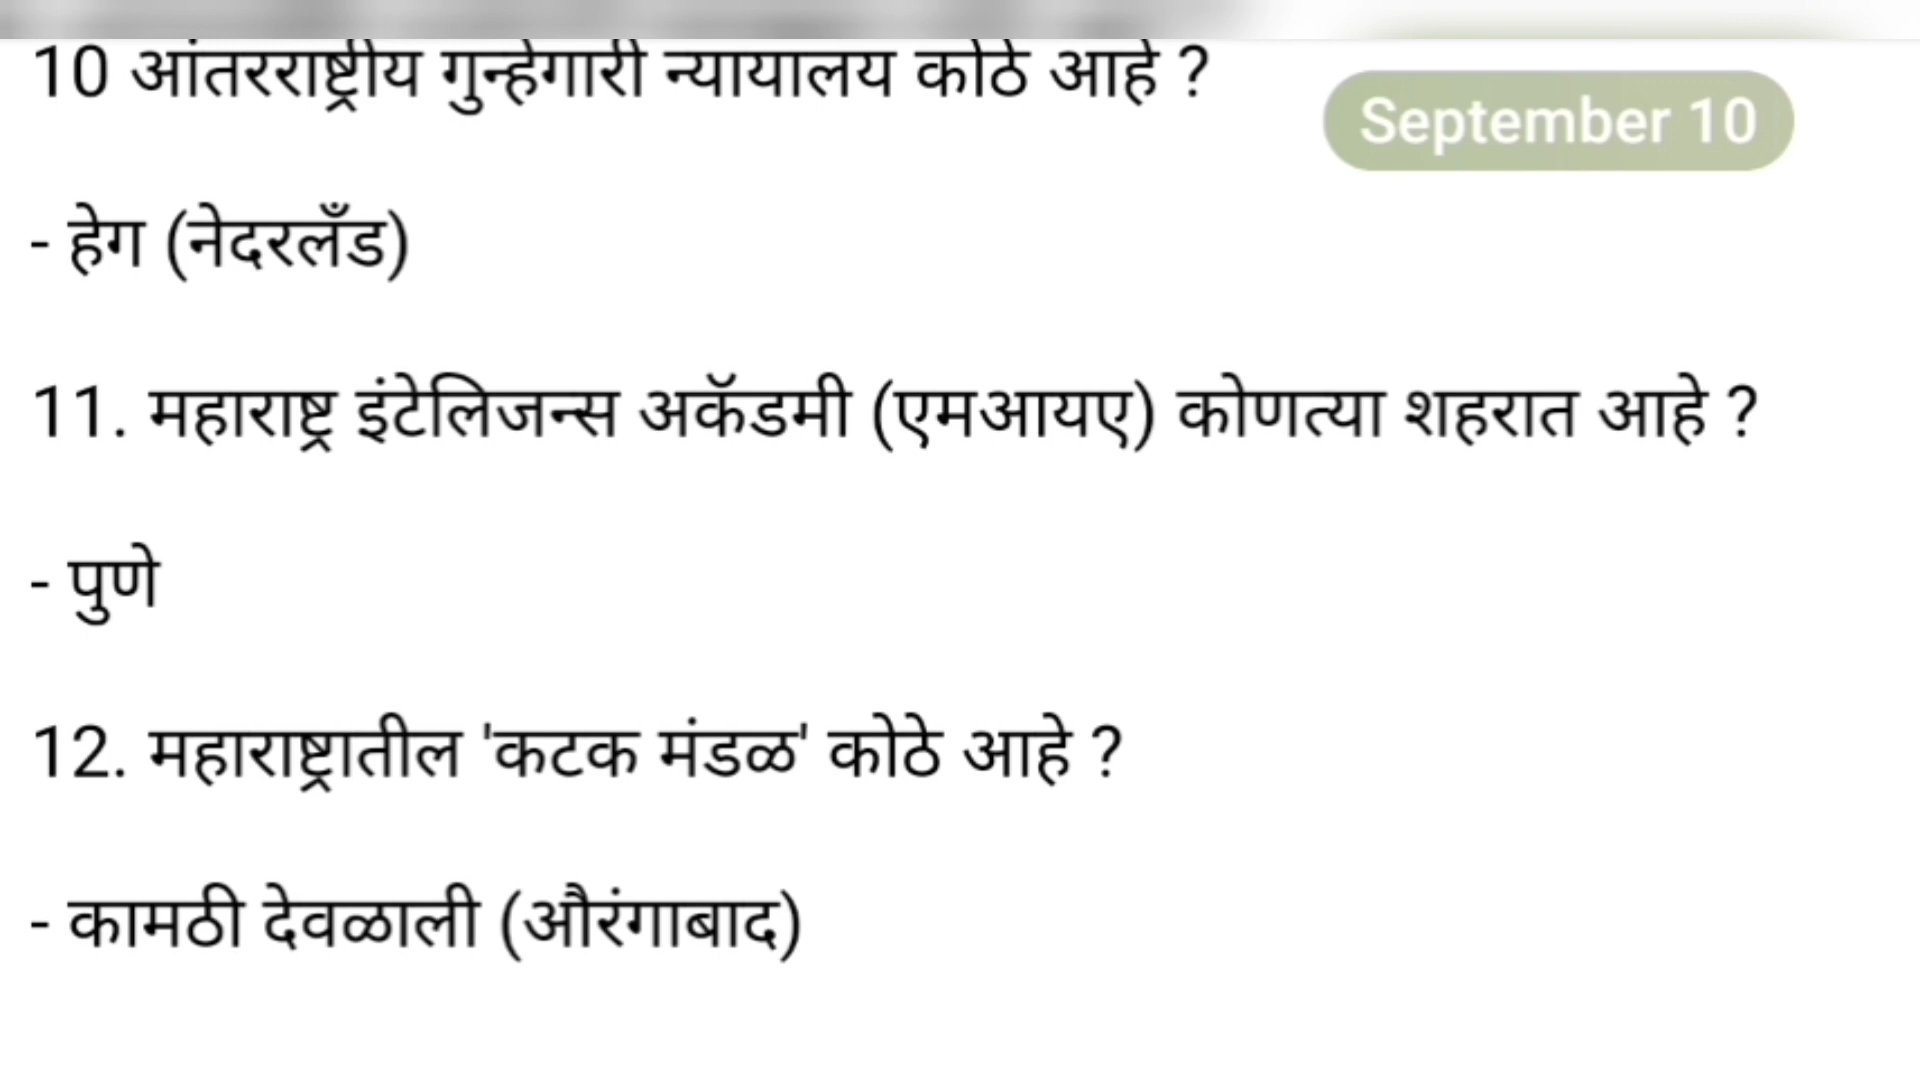 10 आंतरराष्ट्रीय गुन्हेगारी न्यायालय कोठे आहे ?
September 10
- हेग (नेदरलँड)
11. महाराष्ट्र इंटेलिजन्स अकॅडमी (एमआयए) कोणत्या शहरात आहे ?
- पुणे
12. महाराष्ट्रातील 'कटक मंडळ' कोठे आहे ?
- कामठी देवळाली (औरंगाबाद)